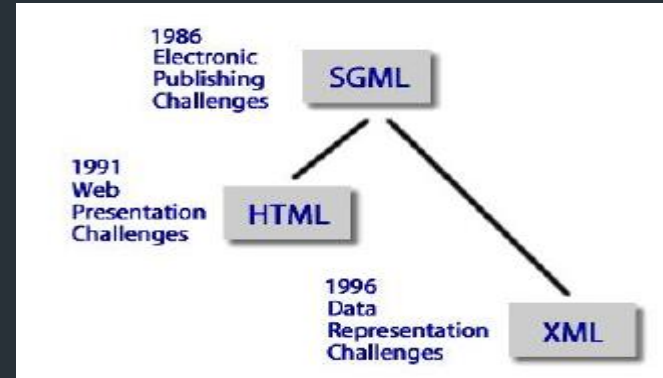 1986
Electronic
Publishing
Challenges
SGML
1991
Web
Presentation
Challenges
HTML
1996
Data
Representation
Challenges
XML